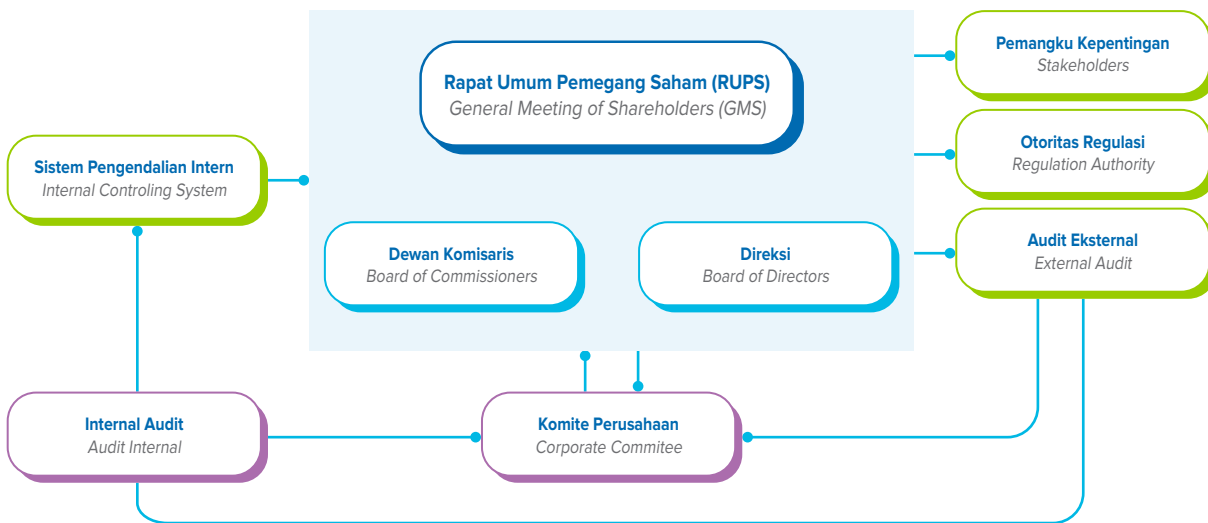 Rapat Umum Pemegang Saham (RUPS)
General Meeting of Shareholders (GMS)
Pemangku Kepentingan
Stakeholders
Otoritas Regulasi
Regulation Authority
Sistem Pengendalian Intern
Internal Controling System
Dewan Komisaris
Board of Commissioners
Direksi
Board of Directors
Audit Eksternal
External Audit
Internal Audit
Audit Internal
Komite Perusahaan
Corporate Commitee